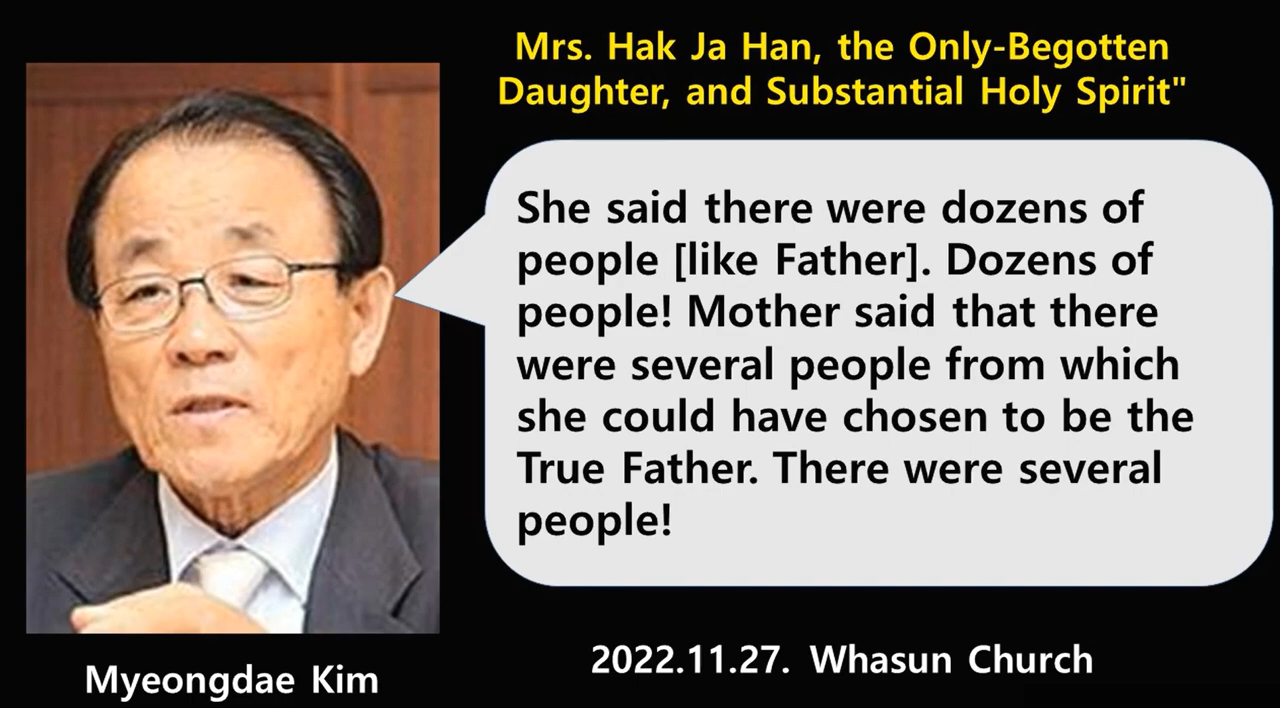 Mrs. Hak Ja Han, the Only-Begotten
Daughter, and Substantial Holy Spirit"
She said there were dozens of
people [like Father]. Dozens of
people! Mother said that there
were several people from which
she could have chosen to be the
True Father. There were several
people!
Myeongdae Kim
2022.11.27. Whasun Church